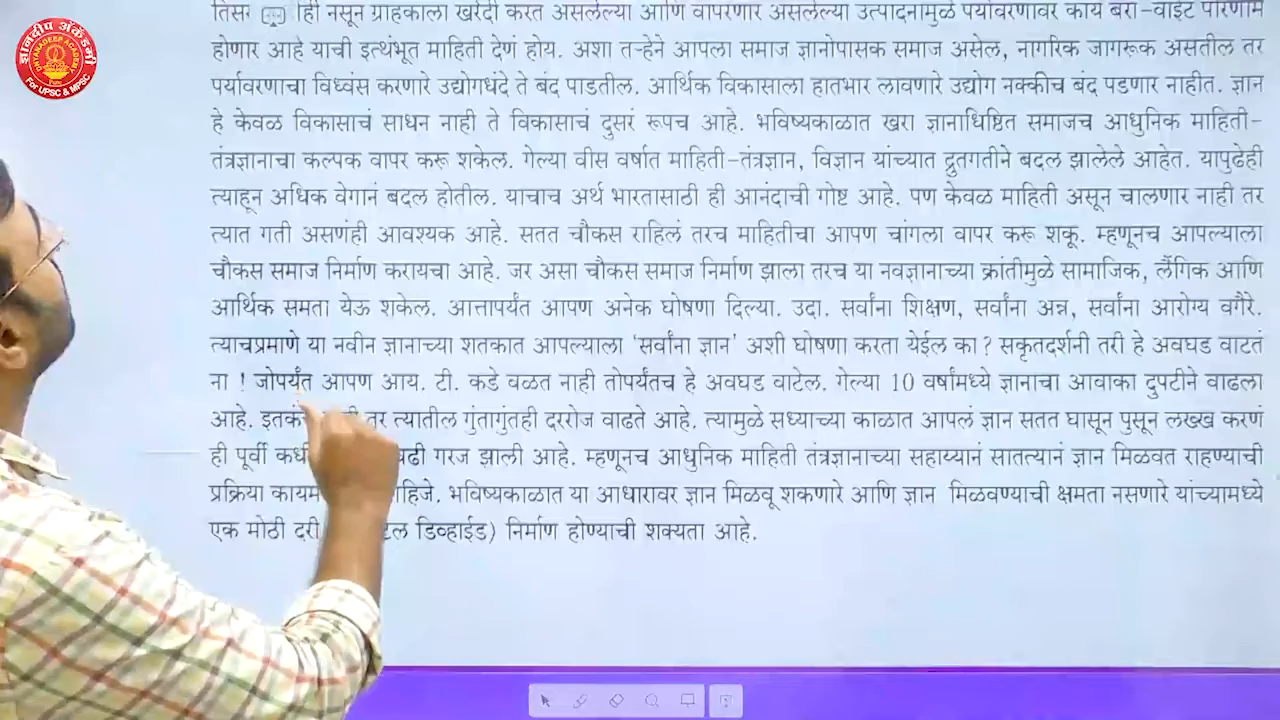 ज्ञानदीप अकॅडमी
DNYANADEEP ACADEMY
For UPSC & MPSC
नसून ग्राहकाला खरेदी करत असलेल्या आणि वापरणार असलेल्या उत्पादनामुळे पर्यावरणावर काय बरा-वाईट परिणाम
होणार आहे याची इत्थंभूत माहिती देणं होय. अशा तऱ्हेने आपला समाज ज्ञानोपासक समाज असेल, नागरिक जागरूक असतील तर
पर्यावरणाचा विध्वंस करणारे उद्योगधंदे ते बंद पाडतील. आर्थिक विकासाला हातभार लावणारे उद्योग नक्कीच बंद पडणार नाहीत. ज्ञान
हे केवळ विकासाचं साधन नाही ते विकासाचं दुसरं रूपच आहे. भविष्यकाळात खरा ज्ञानाधिष्ठित समाजच आधुनिक माहिती-
तंत्रज्ञानाचा कल्पक वापर करू शकेल. गेल्या वीस वर्षात माहिती-तंत्रज्ञान, विज्ञान यांच्यात द्रुतगतीने बदल झालेले आहेत. यापुढेही
त्याहून अधिक वेगानं बदल होतील. याचाच अर्थ भारतासाठी ही आनंदाची गोष्ट आहे. पण केवळ माहिती असून चालणार नाही तर
त्यात गती असणंही आवश्यक आहे. सतत चौकस राहिलं तरच माहितीचा आपण चांगला वापर करू शकू. म्हणूनच आपल्याला
चौकस समाज निर्माण करायचा आहे. जर असा चौकस समाज निर्माण झाला तरच या नवज्ञानाच्या क्रांतीमुळे सामाजिक, लैंगिक आणि
आर्थिक समता येऊ शकेल. आत्तापर्यंत आपण अनेक घोषणा दिल्या. उदा. सर्वांना शिक्षण, सर्वांना अन्न, सर्वांना आरोग्य वगैरे.
त्याचप्रमाणे या नवीन ज्ञानाच्या शतकात आपल्याला 'सर्वांना ज्ञान' अशी घोषणा करता येईल का? सकृतदर्शनी तरी हे अवघड वाटतं
ना ! जोपर्यंत आपण आय. टी. कडे वळत नाही तोपर्यंतच हे अवघड वाटेल. गेल्या 10 वर्षांमध्ये ज्ञानाचा आवाका दुपटीने वाढला
आहे. तर त्यातील गुंतागुंतही दररोज वाढते आहे. त्यामुळे सध्याच्या काळात आपलं ज्ञान सतत घासून पुसून लख्ख करणं
ही पूर्वी गरज झाली आहे. म्हणूनच आधुनिक माहिती तंत्रज्ञानाच्या सहाय्यानं सातत्यानं ज्ञान मिळवत राहण्याची
प्रक्रिया भविष्यकाळात या आधारावर ज्ञान मिळवू शकणारे आणि ज्ञान मिळवण्याची क्षमता नसणारे यांच्यामध्ये
एक मोठी दरी डिव्हाईड) निर्माण होण्याची शक्यता आहे.